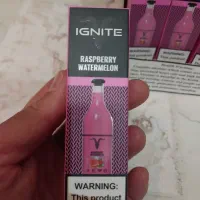 IGNITE
RASPBERRY
WATERMELON
WARNING:
This product